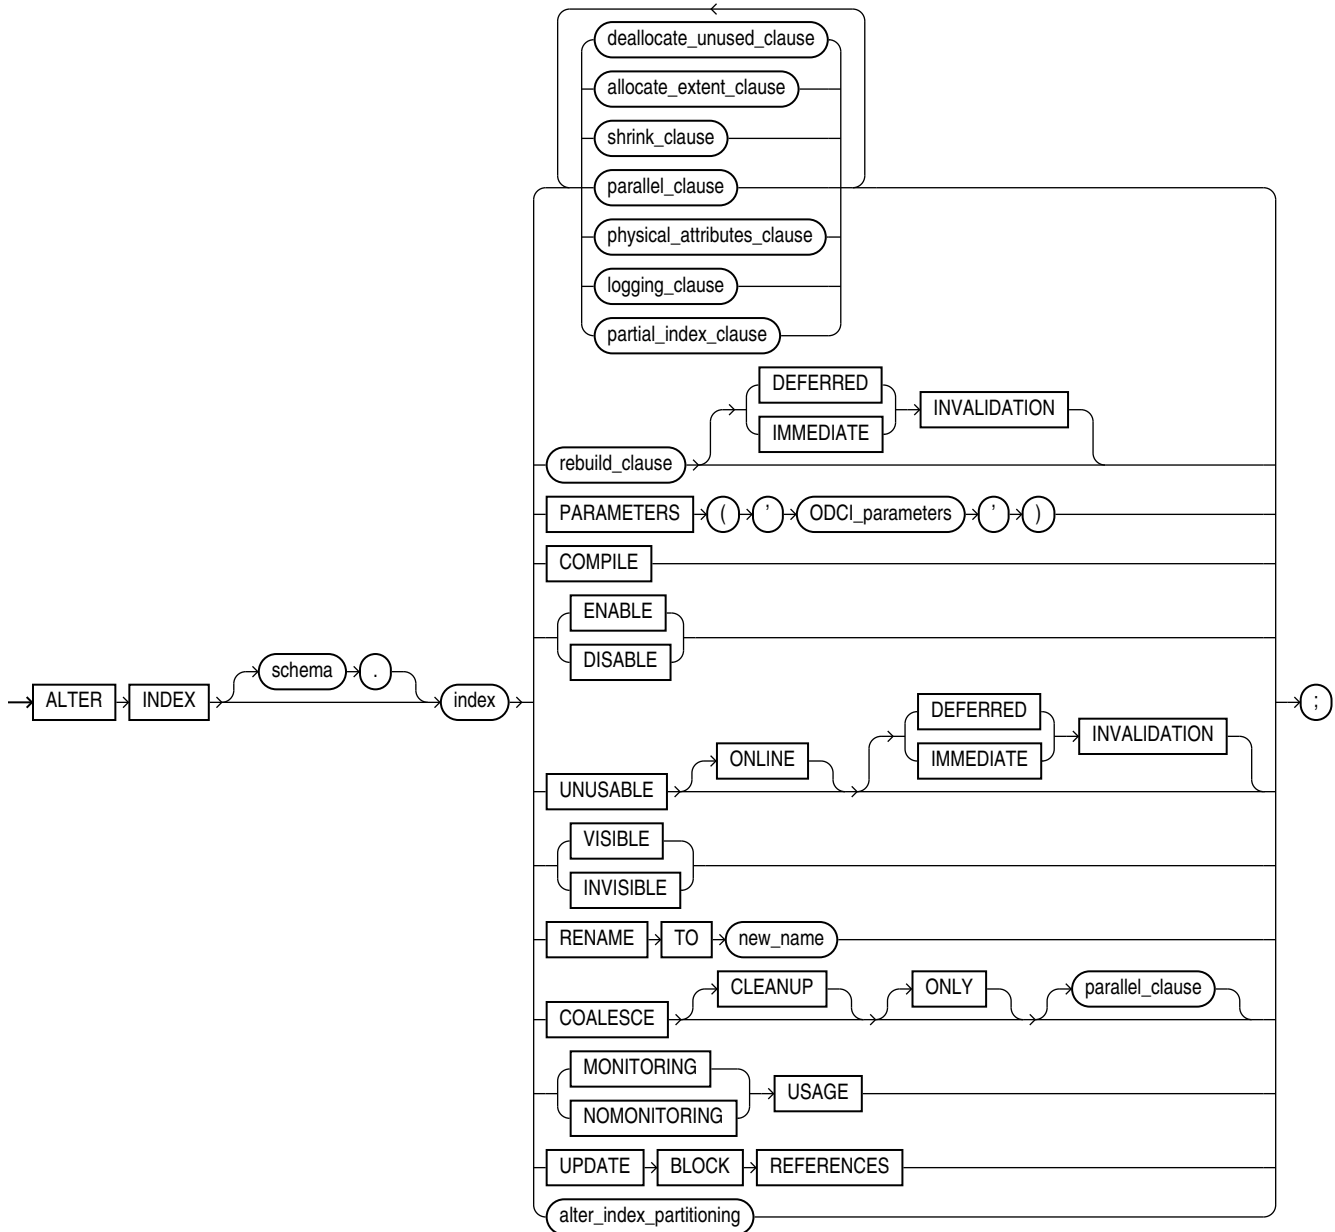 deallocate_unused_clause
allocate_extent_clause
shrink_clause
parallel_clause
physical_attributes_clause
logging_clause
partial_index_clause
DEFERRED
IMMEDIATE
INVALIDATION
rebuild_clause
PARAMETERS ( ' ODCI_parameters ' )
COMPILE
ENABLE
DISABLE
ALTER INDEX schema . index ;
DEFERRED
IMMEDIATE
INVALIDATION
UNUSABLE ONLINE
VISIBLE
INVISIBLE
RENAME TO new_name
COALESCE CLEANUP ONLY parallel_clause
MONITORING
NOMONITORING
USAGE
UPDATE BLOCK REFERENCES
alter_index_partitioning